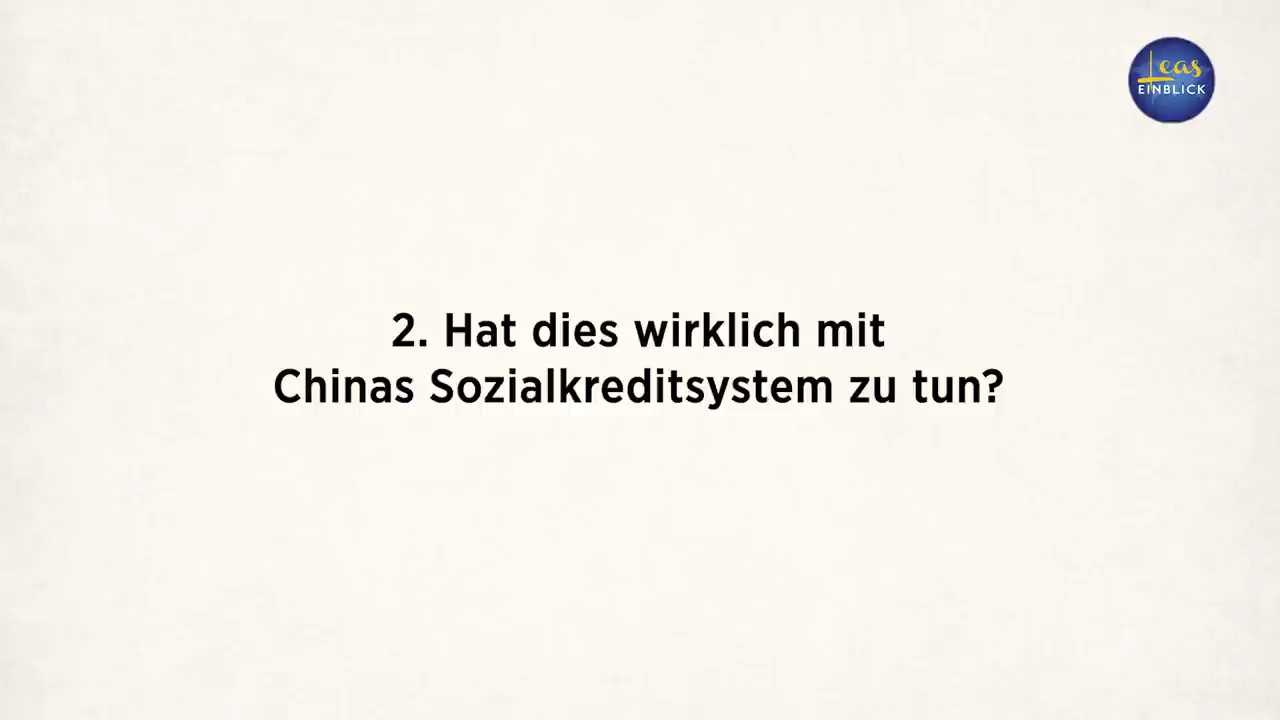 Leas
EINBLICK
2. Hat dies wirklich mit
Chinas Sozialkreditsystem zu tun?